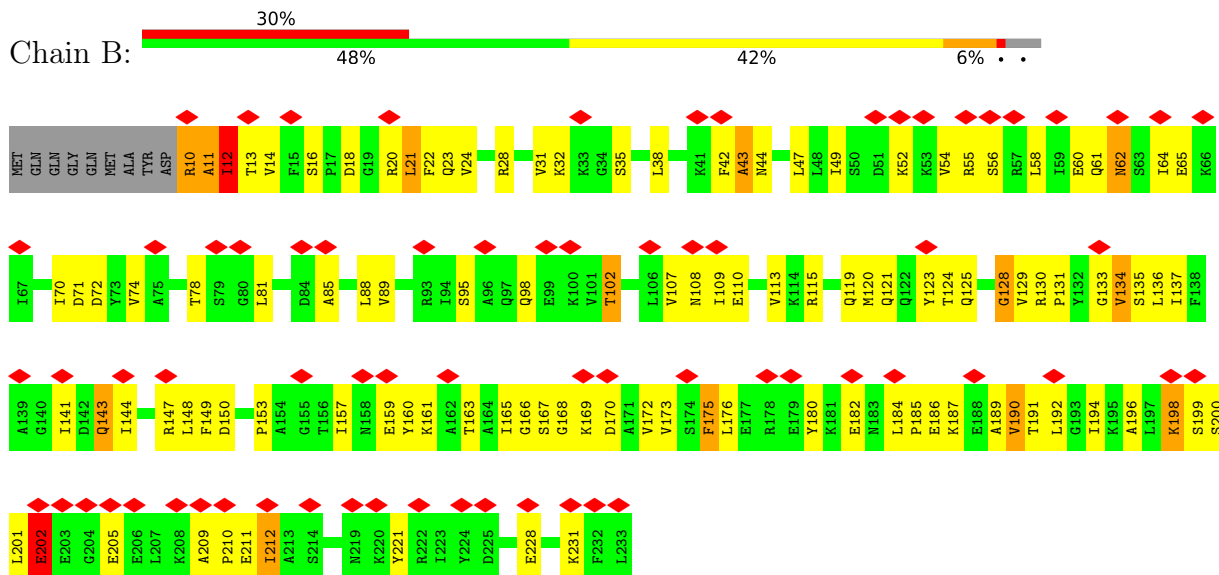 30%
Chain B:
48% 42% 6% • •
MET GLN GLN GLY GLN MET ALA TYR ASP R10 A11 I12 T13 V14 F15 S16 P17 D18 G19 R20 L21 F22 Q23 V24 R28 V31 K32 K33 G34 S35 L38 K41 F42 A43 N44 L47 L48 I49 S50 D51 K52 K53 V54 R55 S56 R57 L58 I59 E60 Q61 N62 S63 I64 E65 K66
I67 I70 D71 D72 Y73 V74 A75 T78 S79 G80 L81 D84 A85 L88 V89 R93 I94 S95 A96 Q97 Q98 E99 K100 V101 T102 L106 V107 N108 I109 E110 V113 K114 R115 Q119 M120 Q121 Q122 Y123 T124 Q125 G128 V129 R130 P131 Y132 G133 V134 S135 L136 I137 F138
A139 G140 I141 D142 Q143 I144 R147 L148 F149 D150 P153 A154 G155 T156 I157 N158 E159 Y160 K161 A162 T163 A164 I165 G166 S167 G168 K169 D170 A171 V172 V173 S174 F175 L176 E177 R178 E179 Y180 K181 E182 N183 L184 P185 E186 K187 E188 A189 V190 T191 L192 G193 I194 K195 A196 L197 K198 S199 S200
L201 E202 E203 G204 E205 E206 L207 K208 A209 P210 E211 I212 A213 S214 N219 K220 Y221 R222 I223 Y224 D225 E228 K231 F232 L233